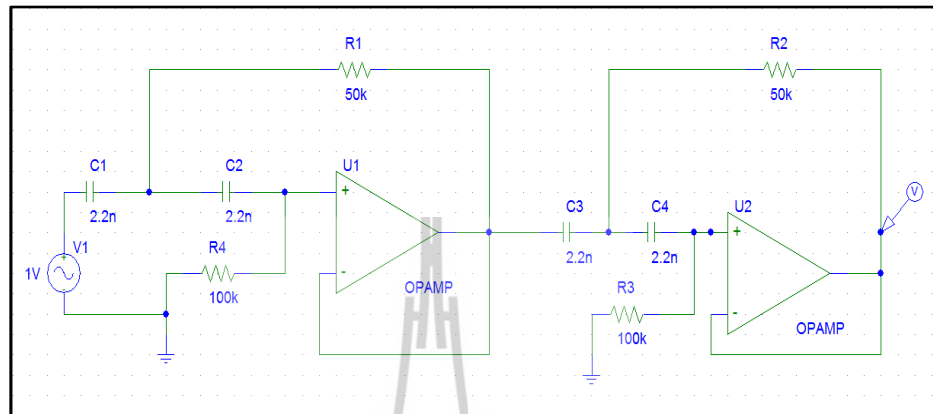 R1
50k
R2
50k
C1
2.2n
C2
2.2n
U1
+
-
OPAMP
V1
+
-
1V
R4
100k
C3
2.2n
C4
2.2n
U2
+
-
OPAMP
R3
100k
V